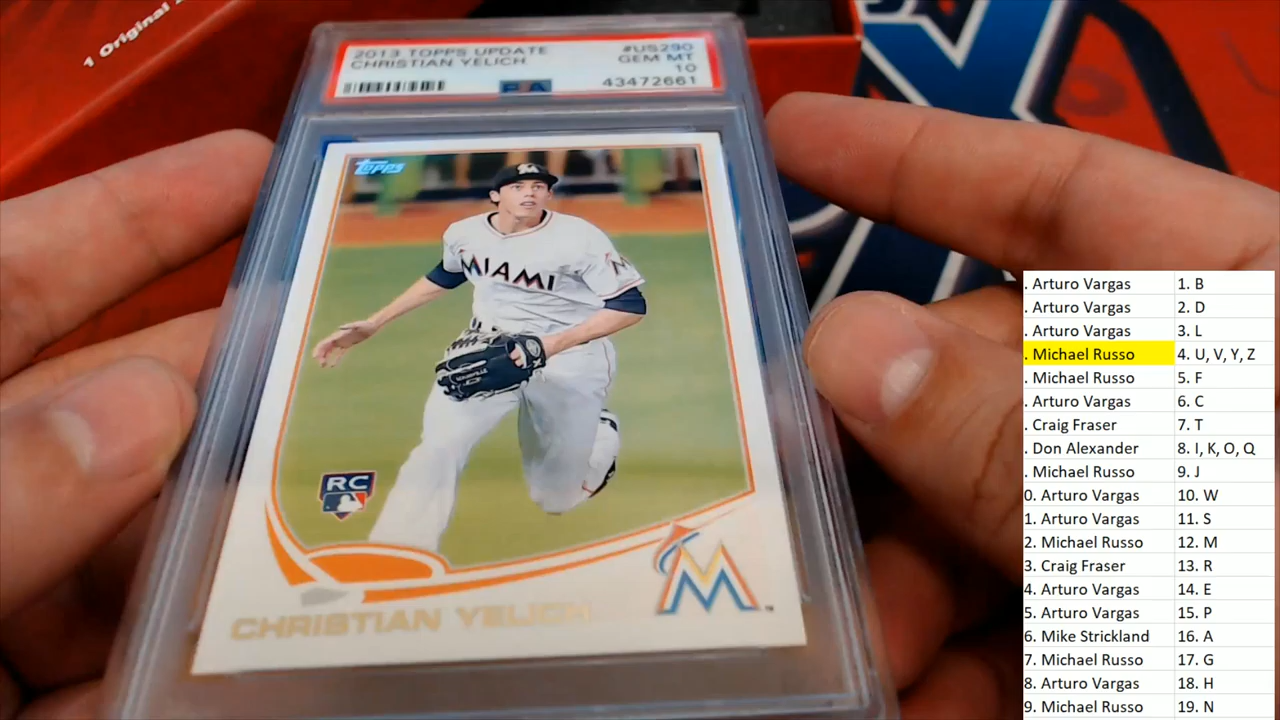 1 Original
2013 TOPPS UPDATE #US290
CHRISTIAN YELICH GEM MT
10
PSA 43472661
Topps
M
MIAMI M
RC
CHRISTIAN YELICH
M ™
. Arturo Vargas 1. B
. Arturo Vargas 2. D
. Arturo Vargas 3. L
. Michael Russo 4. U, V, Y, Z
. Michael Russo 5. F
. Arturo Vargas 6. C
. Craig Fraser 7. T
. Don Alexander 8. I, K, O, Q
. Michael Russo 9. J
0. Arturo Vargas 10. W
1. Arturo Vargas 11. S
2. Michael Russo 12. M
3. Craig Fraser 13. R
4. Arturo Vargas 14. E
5. Arturo Vargas 15. P
6. Mike Strickland 16. A
7. Michael Russo 17. G
8. Arturo Vargas 18. H
9. Michael Russo 19. N